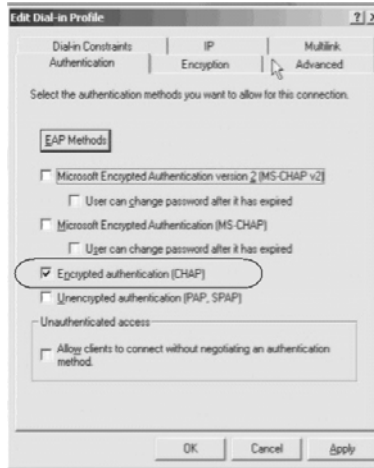 Edit Dial-in Profile
Dial-in Constraints IP Multilink
Authentication Encryption Advanced
Select the authentication methods you want to allow for this connection.
EAP Methods
Microsoft Encrypted Authentication version 2 (MS-CHAP v2)
User can change password after it has expired
Microsoft Encrypted Authentication (MS-CHAP)
User can change password after it has expired
Encrypted authentication (CHAP)
Unencrypted authentication (PAP, SPAP)
Unauthenticated access
Allow clients to connect without negotiating an authentication
method.
OK Cancel Apply